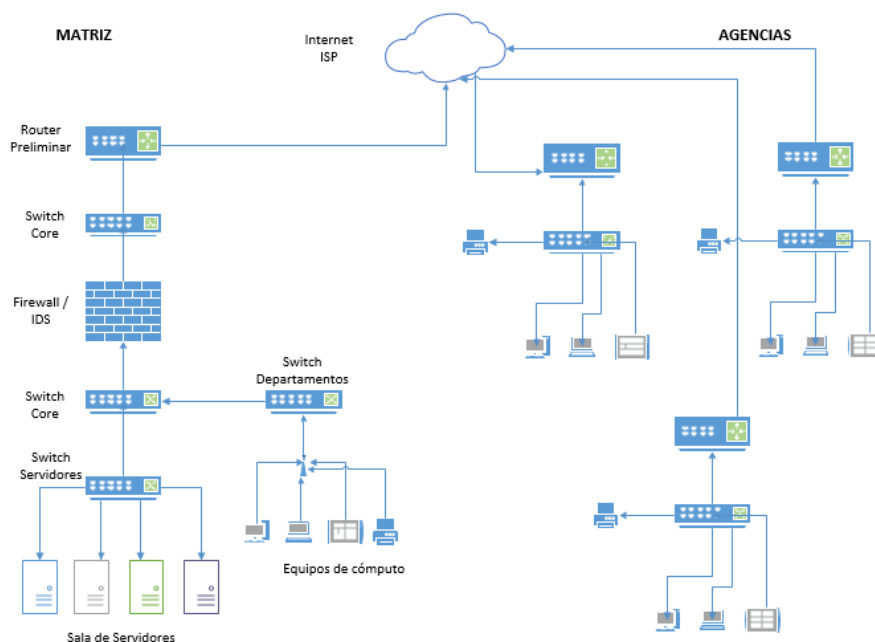 MATRIZ
Internet
ISP
AGENCIAS
Router
Preliminar
Switch
Core
Firewall /
IDS
Switch
Departamentos
Switch
Core
Switch
Servidores
Equipos de cómputo
Sala de Servidores